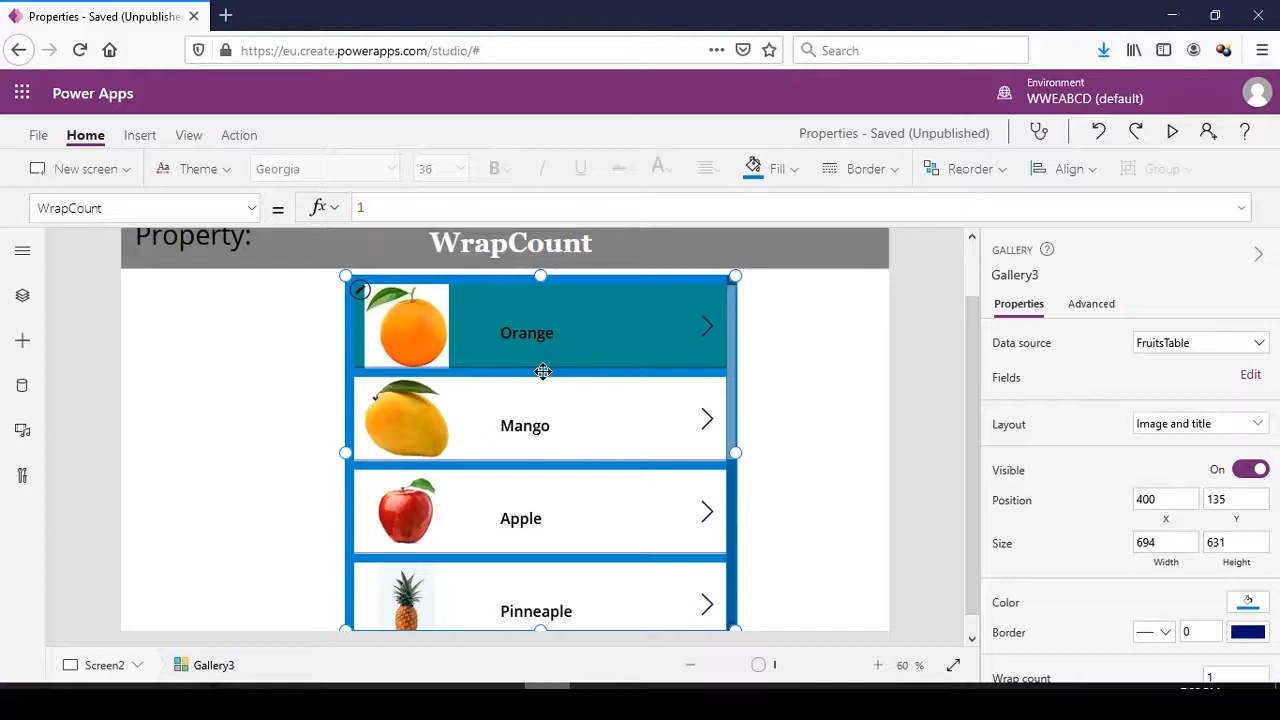 Properties - Saved (Unpublishe
https://eu.create.powerapps.com/studio/#
Search
Power Apps
Environment
WWEABCD (default)
File
Home
Insert
View
Action
Properties - Saved (Unpublished)
New screen
Theme
Georgia
36
B
A
Fill
Border
Reorder
Align
Group
WrapCount
=
fx
1
Property:
WrapCount
Orange
Mango
Apple
Pinneaple
GALLERY
Gallery3
Properties
Advanced
Data source
FruitsTable
Fields
Edit
Layout
Image and title
Visible
On
Position
400
135
X
Y
Size
694
631
Width
Height
Color
Border
0
Wrap count
1
Screen2
Gallery3
60 %